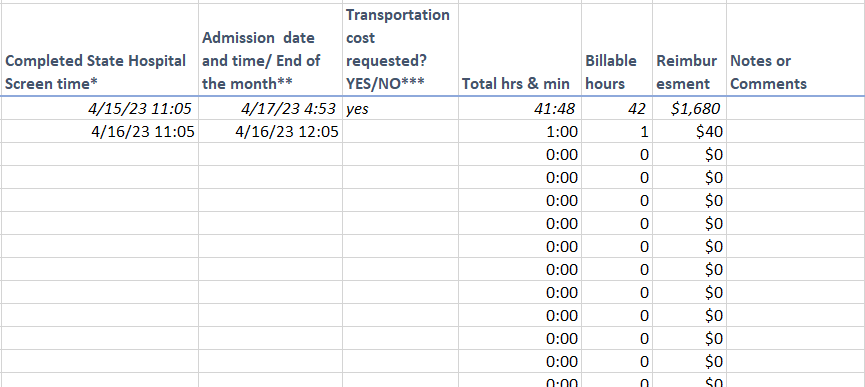 Completed State Hospital Screen time* Admission date and time/ End of the month** Transportation cost requested? YES/NO*** Total hrs & min Billable hours Reimbur esment Notes or Comments
4/15/23 11:05 4/17/23 4:53 yes 41:48 42 $1,680
4/16/23 11:05 4/16/23 12:05 1:00 1 $40
0:00 0 $0
0:00 0 $0
0:00 0 $0
0:00 0 $0
0:00 0 $0
0:00 0 $0
0:00 0 $0
0:00 0 $0
0:00 0 $0
0:00 0 $0
0:00 0 $0